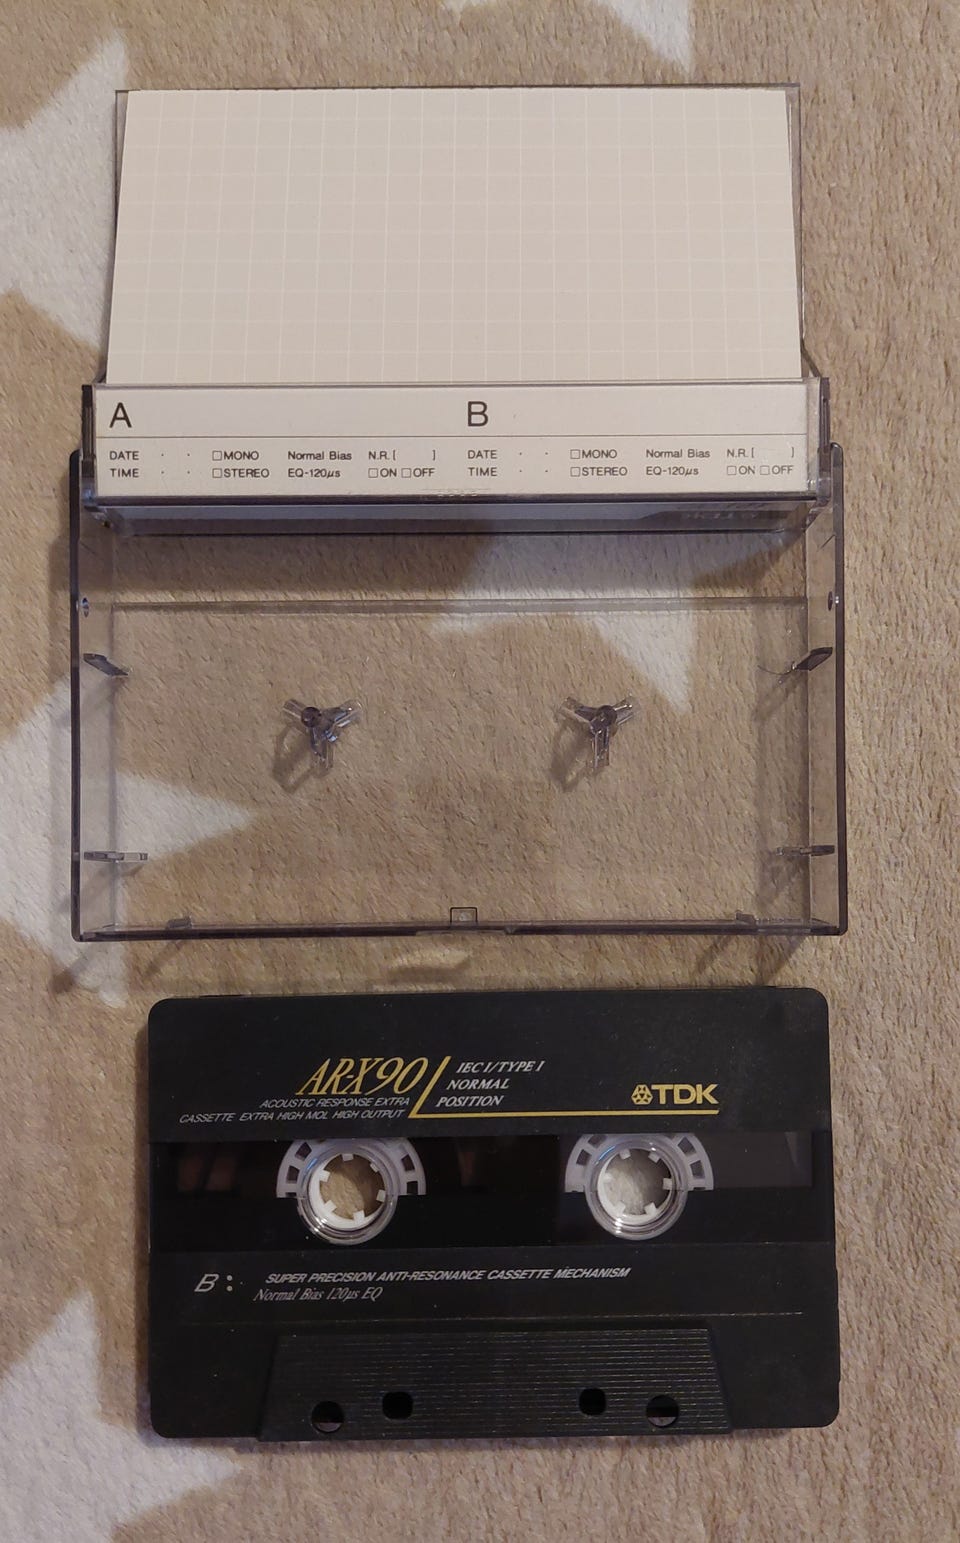 A B
DATE . . □MONO Normal Bias N.R.[ ] DATE . . □MONO Normal Bias N.R.[ ]
TIME □STEREO EQ-120μs □ON □OFF TIME □STEREO EQ-120μs □ON □OFF
AR-X90 IEC I/TYPE I
NORMAL
POSITION
TDK
ACOUSTIC RESPONSE EXTRA
CASSETTE EXTRA HIGH MOL HIGH OUTPUT
B: SUPER PRECISION ANTI-RESONANCE CASSETTE MECHANISM
Normal Bias 120μs EQ